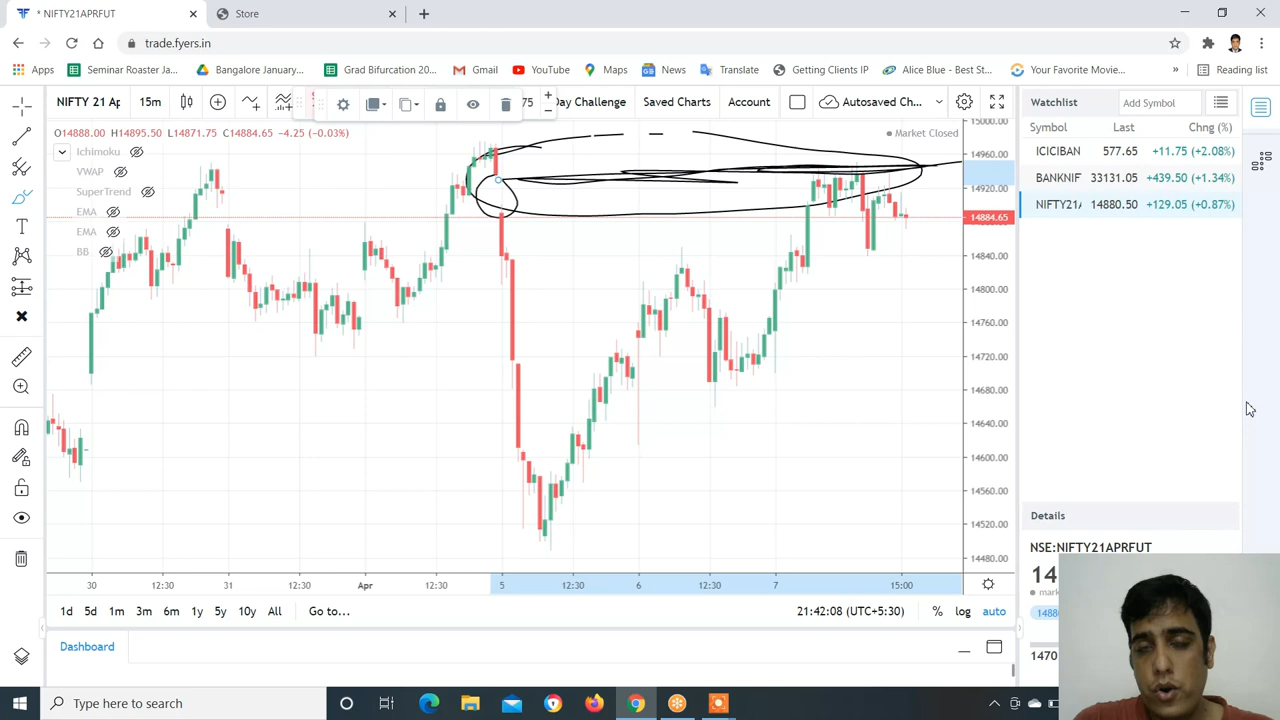 * NIFTY21APRFUT
Store
trade.fyers.in
Apps
Seminar Roaster Ja...
Bangalore January,...
Grad Bifurcation 20...
Gmail
YouTube
Maps
News
Translate
Getting Clients IP
Alice Blue - Best St...
Your Favorite Movie...
»
Reading list
NIFTY 21 Ap
15m
75
Day Challenge
Saved Charts
Account
Autosaved Ch...
O14888.00 H14895.50 L14871.75 C14884.65 -4.25 (-0.03%)
Market Closed
Ichimoku
VWAP
SuperTrend
EMA
EMA
BB
15000.00
14960.00
14920.00
14884.65
14840.00
14800.00
14760.00
14720.00
14680.00
14640.00
14600.00
14560.00
14520.00
14480.00
30
12:30
31
12:30
Apr
12:30
5
12:30
6
12:30
7
15:00
1d
5d
1m
3m
6m
1y
5y
10y
All
Go to...
21:42:08 (UTC+5:30)
%
log
auto
Dashboard
Watchlist
Add Symbol
Symbol Last Chng (%)
ICICIBAN 577.65 +11.75 (+2.08%)
BANKNIF 33131.05 +439.50 (+1.34%)
NIFTY21 14880.50 +129.05 (+0.87%)
Details
NSE:NIFTY21APRFUT
14
1470
Type here to search